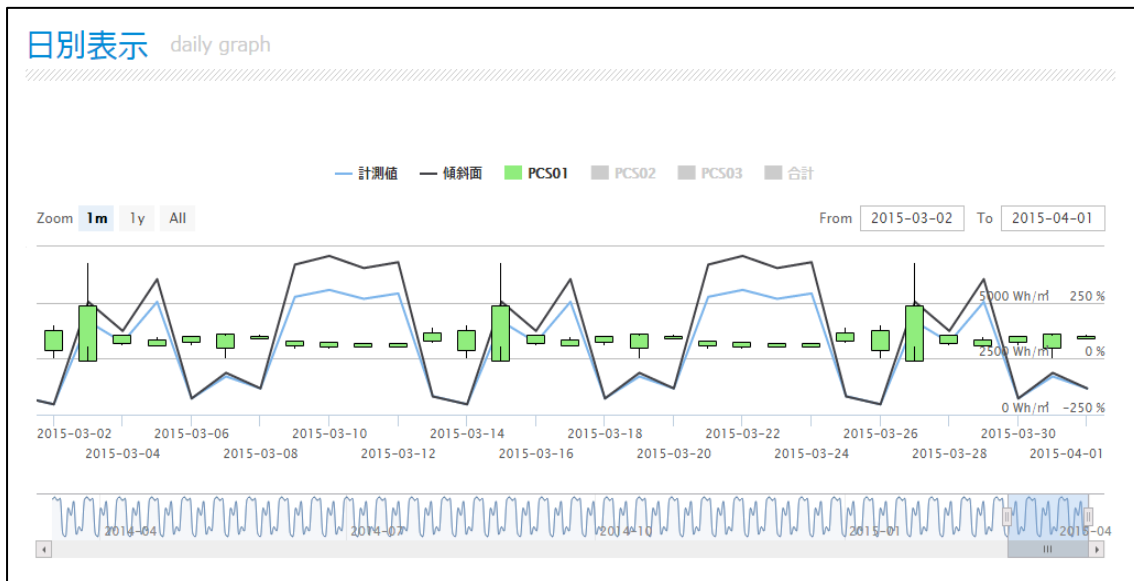 日別表示 daily graph
計測値 傾斜面 PCS01 PCS02 PCS03 合計
Zoom 1m 1y All From 2015-03-02 To 2015-04-01
5000 Wh/㎡ 250 %
2500 Wh/㎡ 0 %
0 Wh/㎡ -250 %
2015-03-02 2015-03-06 2015-03-10 2015-03-14 2015-03-18 2015-03-22 2015-03-26 2015-03-30
2015-03-04 2015-03-08 2015-03-12 2015-03-16 2015-03-20 2015-03-24 2015-03-28 2015-04-01
2014-04 2014-07 2014-10 2015-01 2015-04